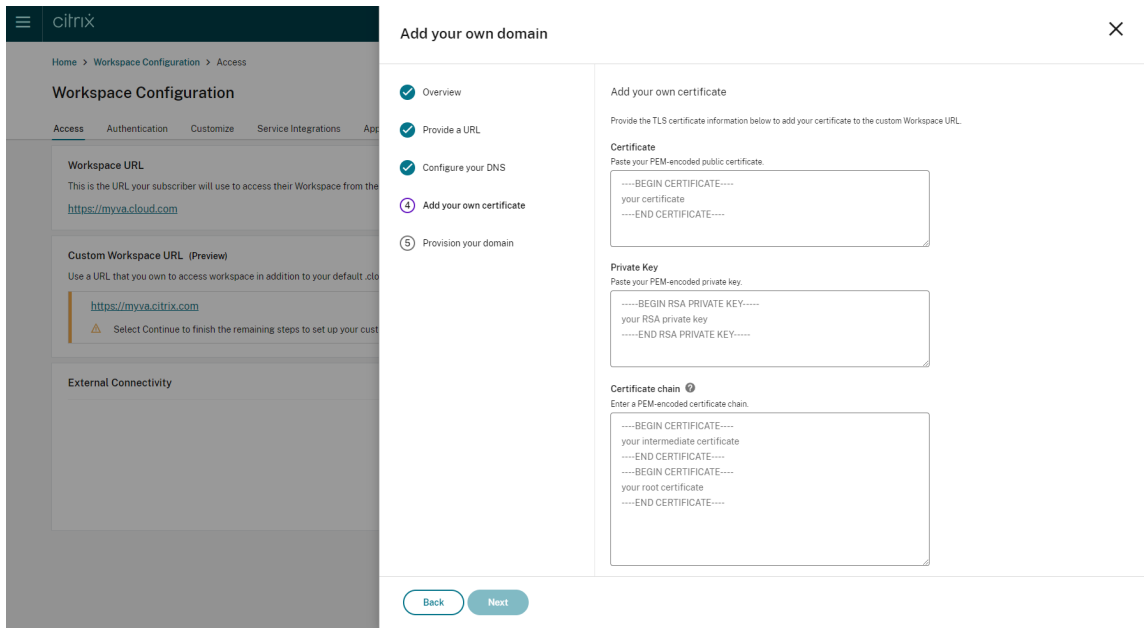 citrix
Home > Workspace Configuration > Access
Workspace Configuration
Access Authentication Customize Service Integrations App
Workspace URL
This is the URL your subscriber will use to access their Workspace from the
https://myva.cloud.com
Custom Workspace URL (Preview)
Use a URL that you own to access workspace in addition to your default .clo
https://myva.citrix.com
Select Continue to finish the remaining steps to set up your cust
External Connectivity
Add your own domain
Overview
Provide a URL
Configure your DNS
4 Add your own certificate
5 Provision your domain
Add your own certificate
Provide the TLS certificate information below to add your certificate to the custom Workspace URL.
Certificate
Paste your PEM-encoded public certificate.
----BEGIN CERTIFICATE----
your certificate
----END CERTIFICATE----
Private Key
Paste your PEM-encoded private key.
-----BEGIN RSA PRIVATE KEY-----
your RSA private key
-----END RSA PRIVATE KEY-----
Certificate chain ?
Enter a PEM-encoded certificate chain.
----BEGIN CERTIFICATE----
your intermediate certificate
----END CERTIFICATE----
----BEGIN CERTIFICATE----
your root certificate
----END CERTIFICATE----
Back Next